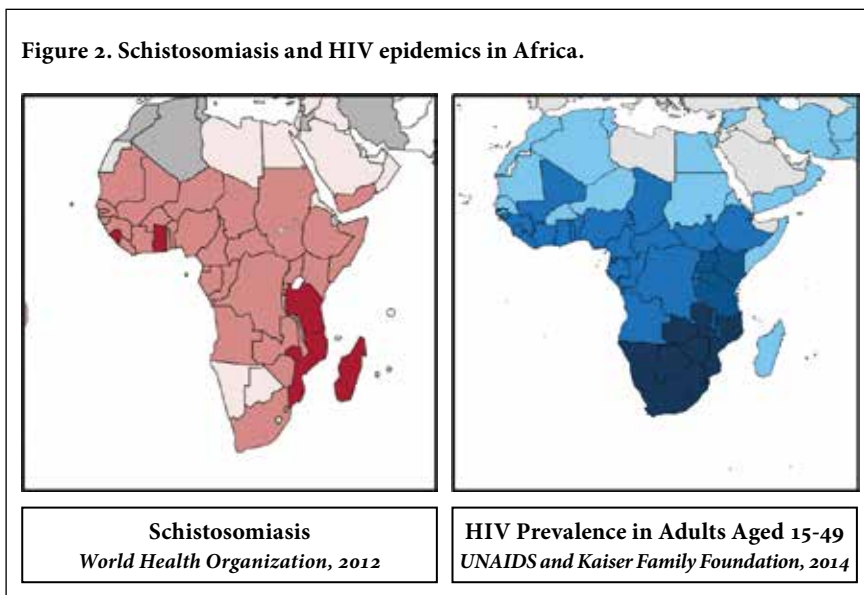 Figure 2. Schistosomiasis and HIV epidemics in Africa.
Schistosomiasis
World Health Organization, 2012
HIV Prevalence in Adults Aged 15-49
UNAIDS and Kaiser Family Foundation, 2014